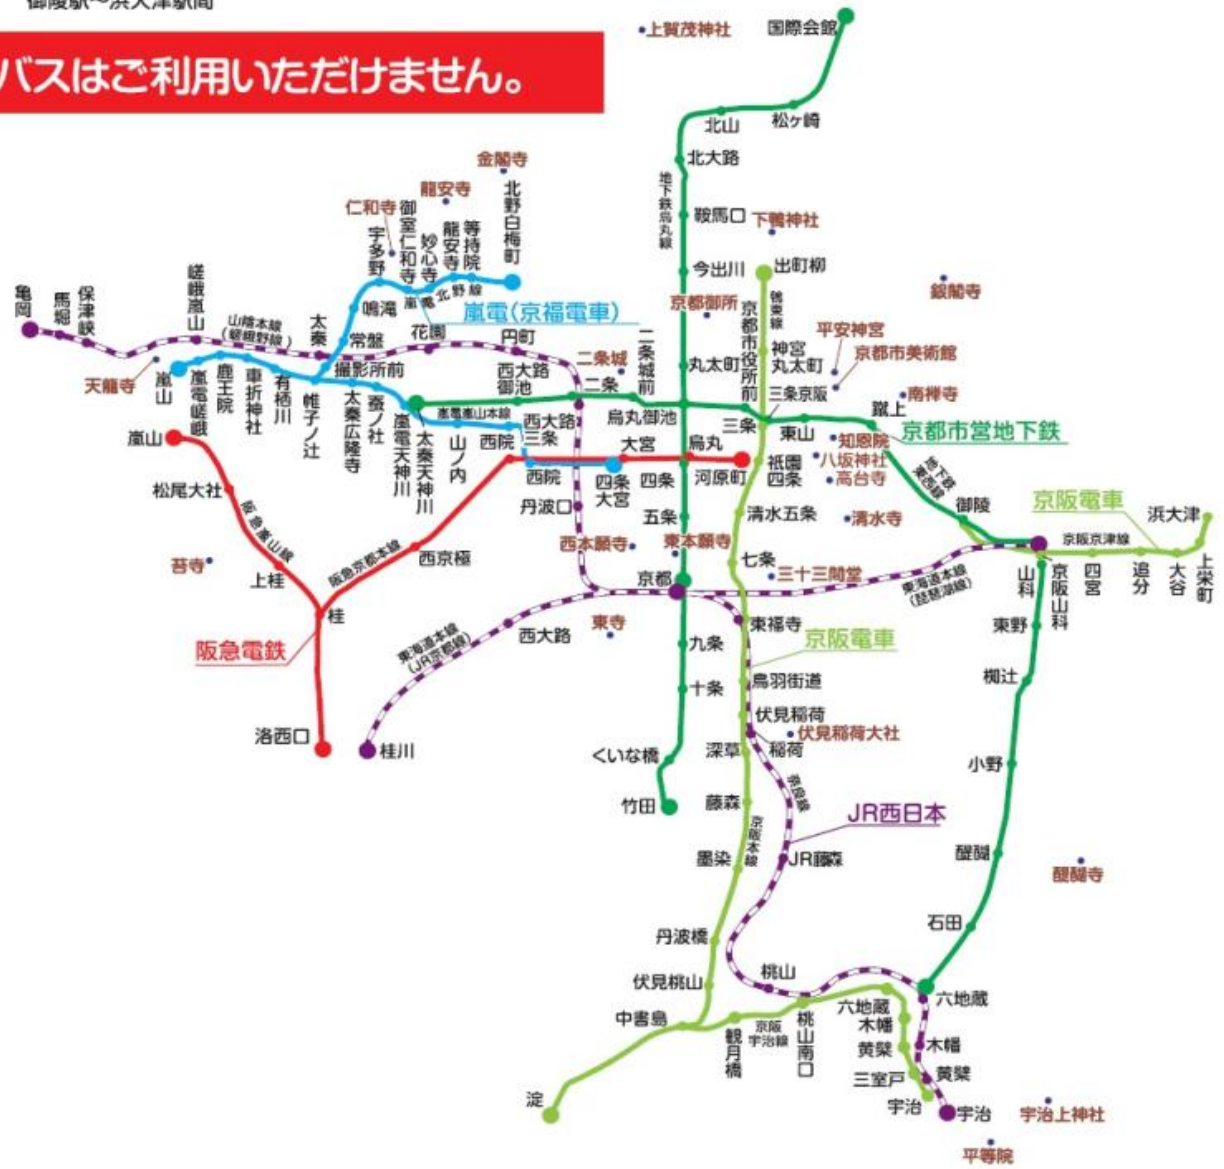 御陵駅～浜大津駅間
バスはご利用いただけません。
上賀茂神社
国際会館
北山
松ヶ崎
北大路
地下鉄烏丸線
鞍馬口
下鴨神社
今出川
出町柳
京都御所
鴨東線
銀閣寺
金閣寺
龍安寺
仁和寺
北野白梅町
等持院
龍安寺
妙心寺
御室仁和寺
宇多野
嵐電北野線
鳴滝
常盤
撮影所前
嵐電(京福電車)
亀岡
馬堀
保津峡
嵯峨嵐山
山陰本線
(嵯峨野線)
太秦
花園
円町
二条城
二条
二条城前
丸太町
京都市役所前
神宮
丸太町
平安神宮
京都市美術館
三条京阪
南禅寺
蹴上
天龍寺
嵐山
嵐電嵯峨
鹿王院
車折神社
有栖川
帷子ノ辻
太秦広隆寺
蚕ノ社
嵐電天神川
太秦天神川
嵐電嵐山本線
山ノ内
西大路
御池
西大路
三条
西院
西院
四条
大宮
大宮
烏丸御池
烏丸
四条
河原町
三条
東山
知恩院
京都市営地下鉄
八坂神社
祇園
四条
高台寺
地下鉄
東西線
御陵
京阪電車
浜大津
嵐山
松尾大社
阪急嵐山線
苔寺
上桂
桂
阪急京都本線
西京極
丹波口
五条
清水五条
清水寺
西本願寺
東本願寺
七条
京都
三十三間堂
東海道本線
(琵琶湖線)
京阪京津線
山科
京阪山科
四宮
追分
大谷
上栄町
東野
阪急電鉄
洛西口
東海道本線
(JR京都線)
桂川
西大路
東寺
九条
東福寺
京阪電車
十条
鳥羽街道
伏見稲荷
伏見稲荷大社
稲荷
深草
椥辻
くいな橋
竹田
藤森
奈良線
JR西日本
小野
京阪本線
墨染
JR藤森
醍醐
醍醐寺
石田
丹波橋
伏見桃山
桃山
六地蔵
六地蔵
中書島
観月橋
京阪
宇治線
桃山南口
木幡
木幡
黄檗
黄檗
三室戸
宇治
宇治
淀
宇治上神社
平等院